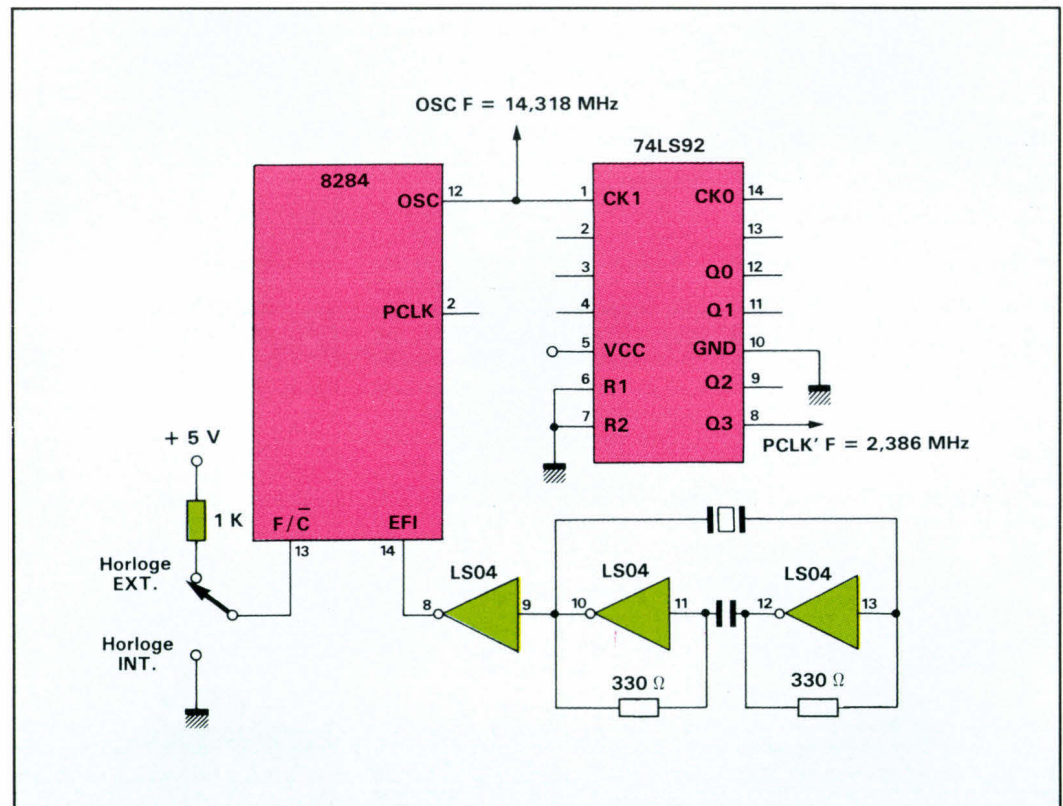 OSC F = 14,318 MHz
74LS92
8284
OSC
12
1
CK1
CK0
14
2
13
3
Q0
12
PCLK
2
4
Q1
11
5
VCC
GND
10
6
R1
Q2
9
7
R2
Q3
8
PCLK' F = 2,386 MHz
+ 5 V
1 K
F/C̄
EFI
13
14
Horloge
EXT.
Horloge
INT.
LS04
8
9
LS04
10
11
LS04
12
13
330 Ω
330 Ω